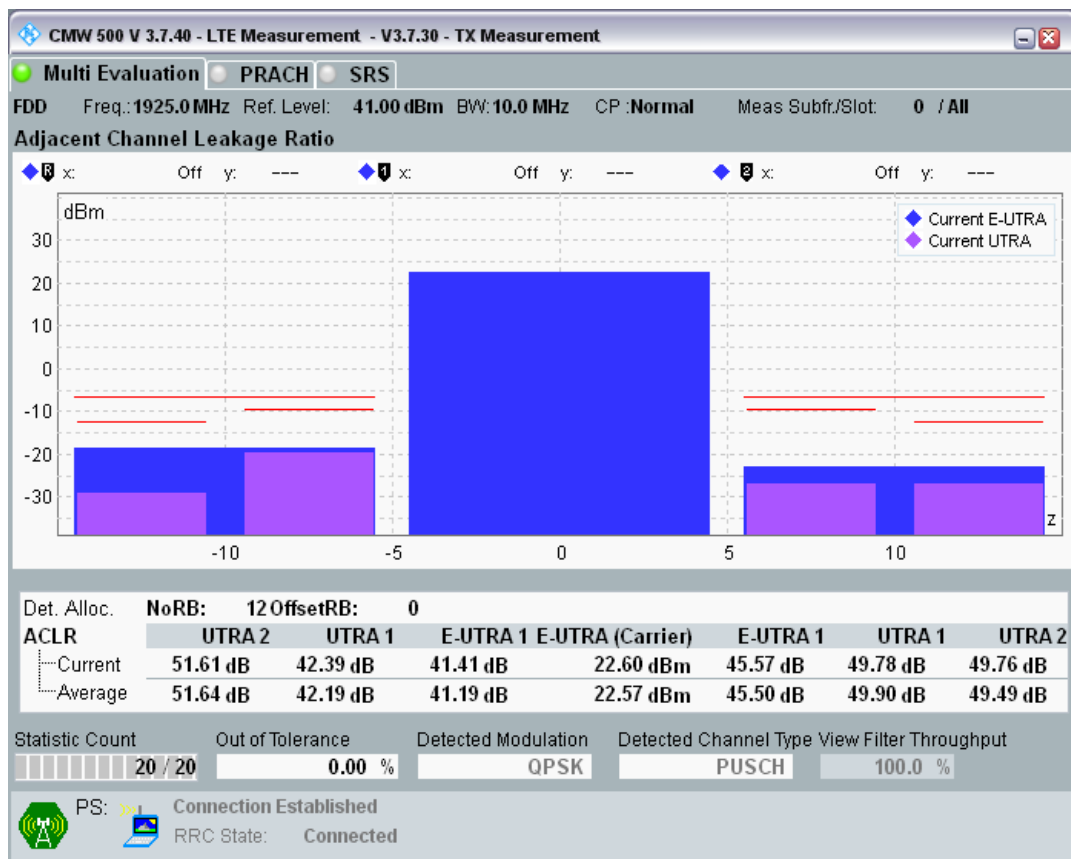 CMW 500 V 3.7.40 - LTE Measurement - V3.7.30 - TX Measurement
Multi Evaluation PRACH SRS
FDD Freq.: 1925.0 MHz Ref. Level: 41.00 dBm BW: 10.0 MHz CP :Normal Meas Subfr./Slot: 0 / All
Adjacent Channel Leakage Ratio
R x: Off y: --- 1 x: Off y: --- 2 x: Off y: ---
dBm
Current E-UTRA
Current UTRA
30
20
10
0
-10
-20
-30
z
-10 -5 0 5 10
Det. Alloc. NoRB: 12 OffsetRB: 0
ACLR UTRA 2 UTRA 1 E-UTRA 1 E-UTRA (Carrier) E-UTRA 1 UTRA 1 UTRA 2
Current 51.61 dB 42.39 dB 41.41 dB 22.60 dBm 45.57 dB 49.78 dB 49.76 dB
Average 51.64 dB 42.19 dB 41.19 dB 22.57 dBm 45.50 dB 49.90 dB 49.49 dB
Statistic Count Out of Tolerance Detected Modulation Detected Channel Type View Filter Throughput
20 / 20 0.00 % QPSK PUSCH 100.0 %
PS: Connection Established
RRC State: Connected